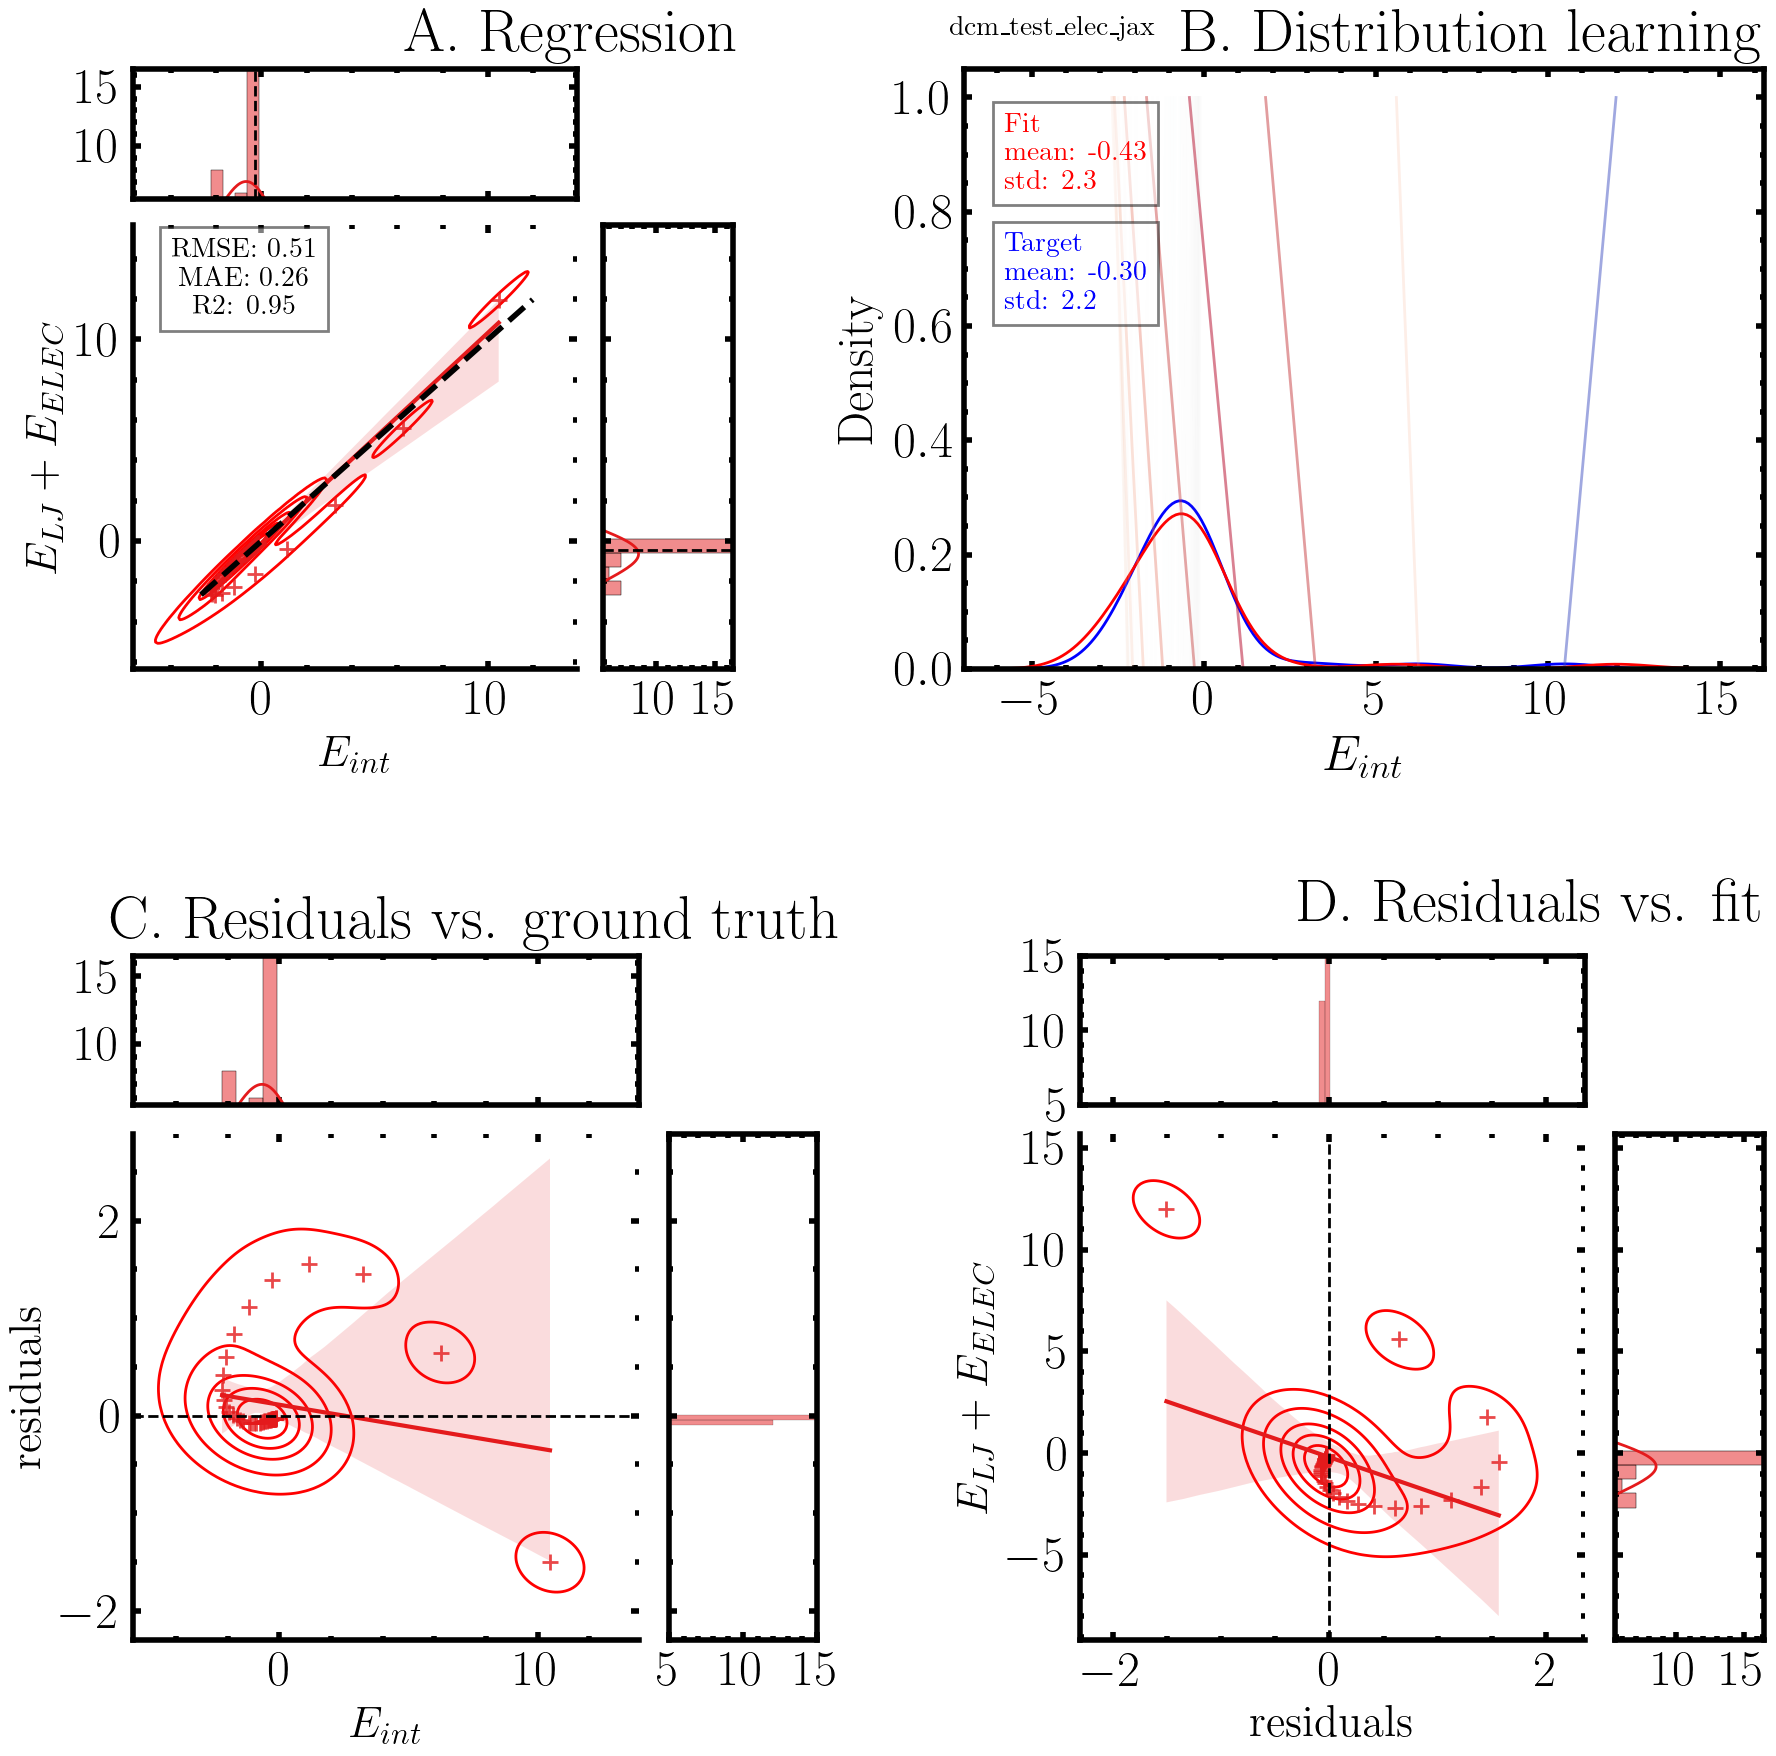 A. Regression
15
10
RMSE: 0.51
MAE: 0.26
R2: 0.95
10
0
E_{LJ} + E_{ELEC}
0
10
10
15
E_{int}
dcm_test_elec_jax
B. Distribution learning
1.0
0.8
0.6
0.4
0.2
0.0
Density
Fit
mean: -0.43
std: 2.3
Target
mean: -0.30
std: 2.2
−5
0
5
10
15
E_{int}
C. Residuals vs. ground truth
15
10
2
0
−2
residuals
0
10
5
10
15
E_{int}
D. Residuals vs. fit
15
10
5
15
10
5
0
−5
E_{LJ} + E_{ELEC}
−2
0
2
10
15
residuals